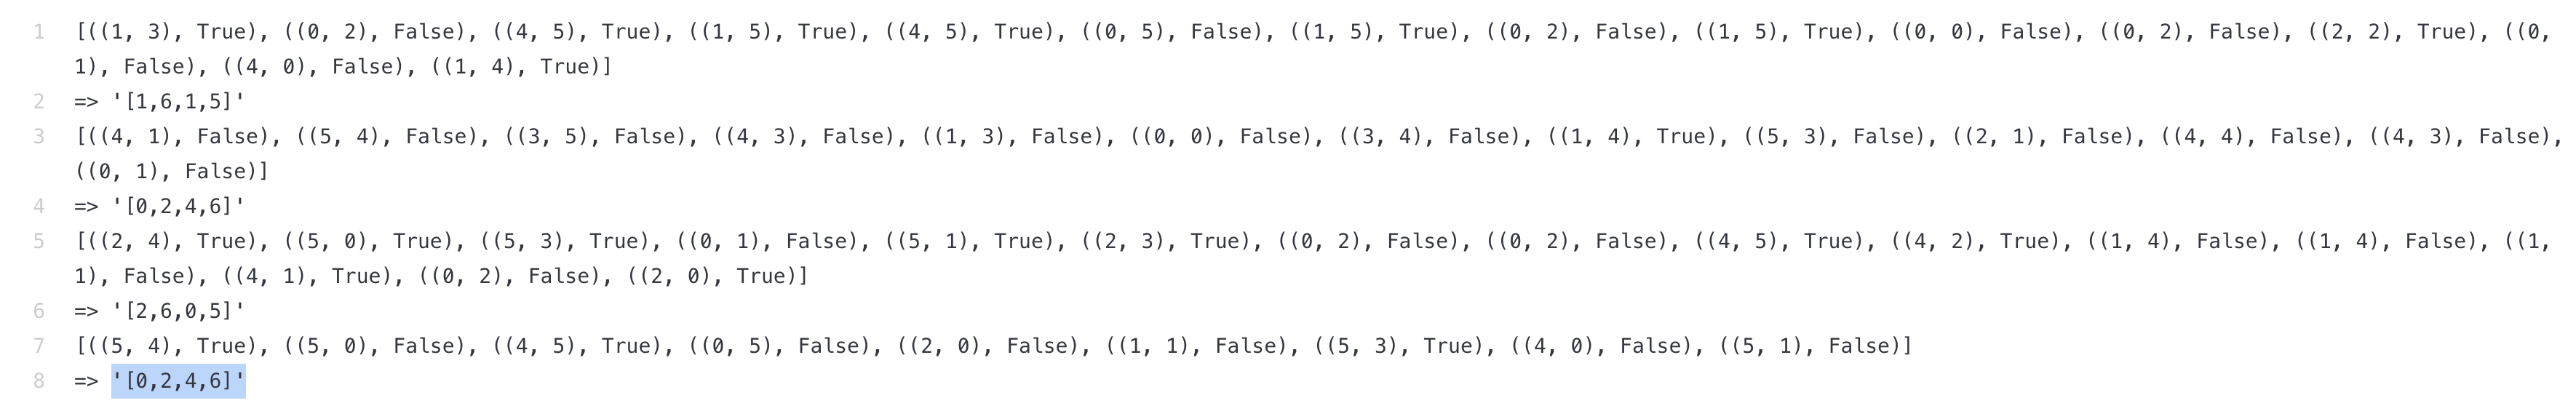 1 [((1, 3), True), ((0, 2), False), ((4, 5), True), ((1, 5), True), ((4, 5), True), ((0, 5), False), ((1, 5), True), ((0, 2), False), ((1, 5), True), ((0, 0), False), ((0, 2), False), ((2, 2), True), ((0,
1), False), ((4, 0), False), ((1, 4), True)]
2 => '[1,6,1,5]'
3 [((4, 1), False), ((5, 4), False), ((3, 5), False), ((4, 3), False), ((1, 3), False), ((0, 0), False), ((3, 4), False), ((1, 4), True), ((5, 3), False), ((2, 1), False), ((4, 4), False), ((4, 3), False),
((0, 1), False)]
4 => '[0,2,4,6]'
5 [((2, 4), True), ((5, 0), True), ((5, 3), True), ((0, 1), False), ((5, 1), True), ((2, 3), True), ((0, 2), False), ((0, 2), False), ((4, 5), True), ((4, 2), True), ((1, 4), False), ((1, 4), False), ((1,
1), False), ((4, 1), True), ((0, 2), False), ((2, 0), True)]
6 => '[2,6,0,5]'
7 [((5, 4), True), ((5, 0), False), ((4, 5), True), ((0, 5), False), ((2, 0), False), ((1, 1), False), ((5, 3), True), ((4, 0), False), ((5, 1), False)]
8 => '[0,2,4,6]'